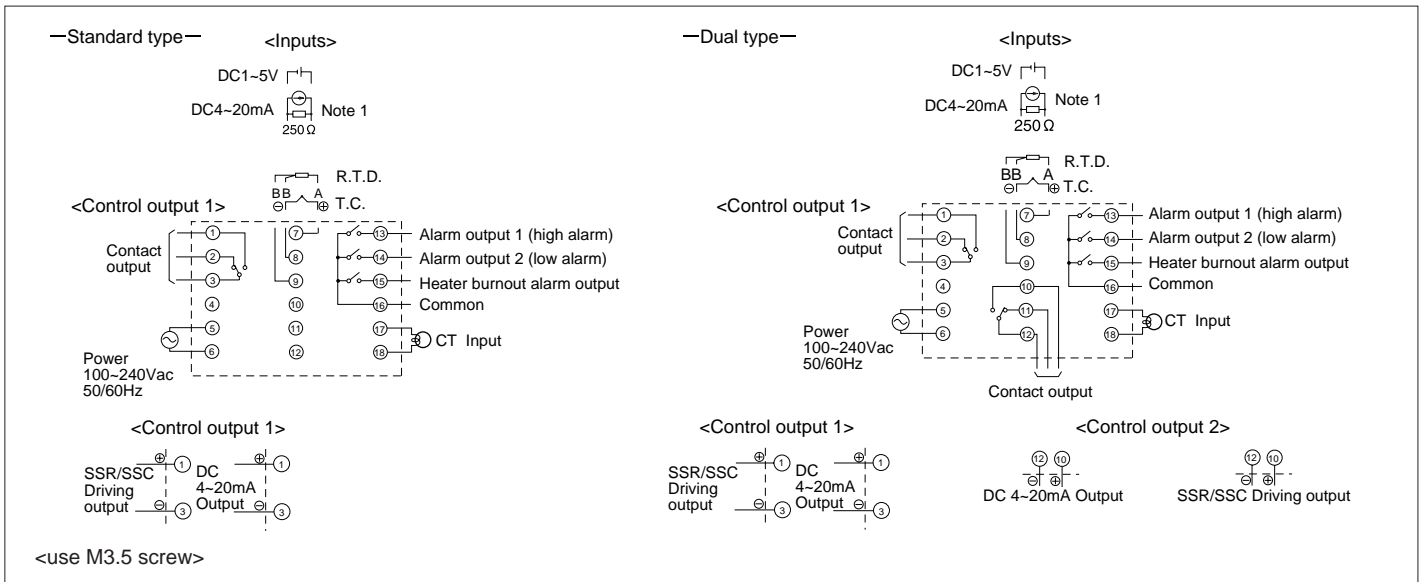 —Standard type—
<Inputs>
DC1~5V
DC4~20mA
Note 1
250 Ω
R.T.D.
BB A
⊖ ⊕ T.C.
<Control output 1>
Contact
output
1
2
3
4
5
6
7
8
9
10
11
12
13
14
15
16
17
18
Alarm output 1 (high alarm)
Alarm output 2 (low alarm)
Heater burnout alarm output
Common
CT Input
Power
100~240Vac
50/60Hz
<Control output 1>
SSR/SSC
Driving
output
⊕ 1
⊖ 3
DC
4~20mA
Output
⊕ 1
⊖ 3
<use M3.5 screw>
—Dual type—
<Inputs>
DC1~5V
DC4~20mA
Note 1
250 Ω
R.T.D.
BB A
⊖ ⊕ T.C.
<Control output 1>
Contact
output
1
2
3
4
5
6
7
8
9
10
11
12
13
14
15
16
17
18
Alarm output 1 (high alarm)
Alarm output 2 (low alarm)
Heater burnout alarm output
Common
CT Input
Power
100~240Vac
50/60Hz
Contact output
<Control output 1>
SSR/SSC
Driving
output
⊕ 1
⊖ 3
DC
4~20mA
Output
⊕ 1
⊖ 3
<Control output 2>
12 10
⊖ ⊕
DC 4~20mA Output
12 10
⊖ ⊕
SSR/SSC Driving output